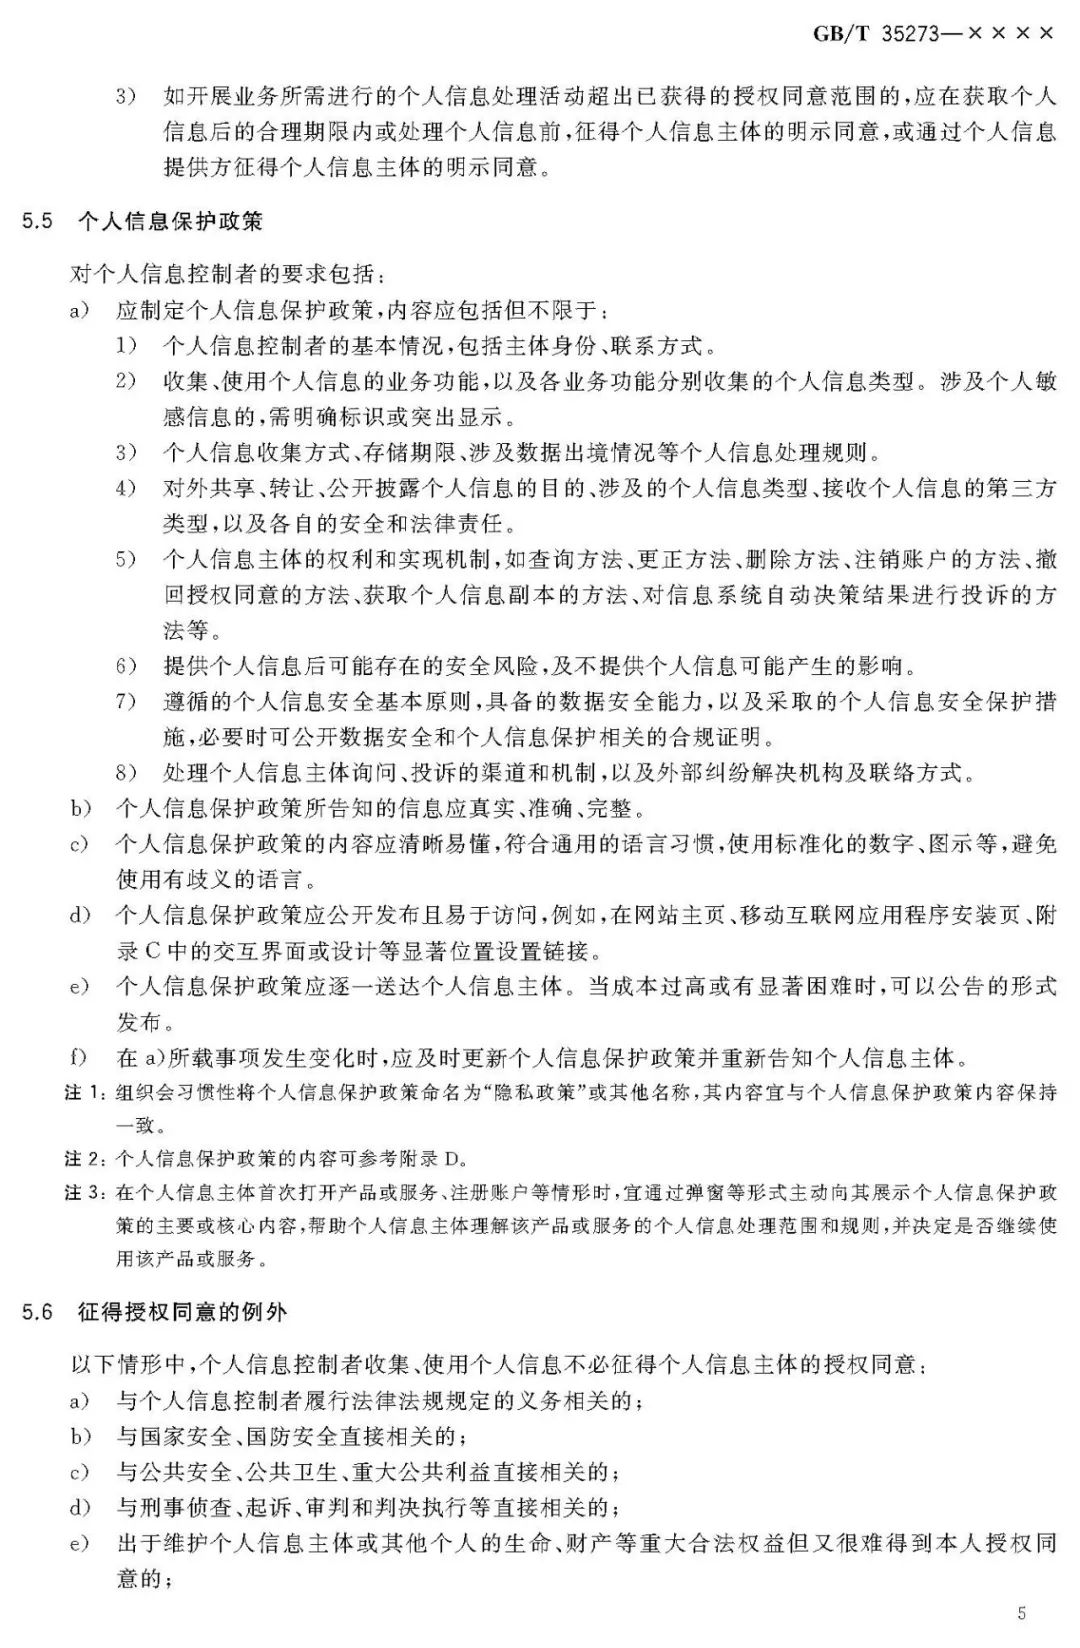 GB/T 35273—××××
3) 如开展业务所需进行的个人信息处理活动超出已获得的授权同意范围的,应在获取个人
信息后的合理期限内或处理个人信息前,征得个人信息主体的明示同意,或通过个人信息
提供方征得个人信息主体的明示同意。
5.5 个人信息保护政策
对个人信息控制者的要求包括:
a) 应制定个人信息保护政策,内容应包括但不限于:
1) 个人信息控制者的基本情况,包括主体身份、联系方式。
2) 收集、使用个人信息的业务功能,以及各业务功能分别收集的个人信息类型。涉及个人敏
感信息的,需明确标识或突出显示。
3) 个人信息收集方式、存储期限、涉及数据出境情况等个人信息处理规则。
4) 对外共享、转让、公开披露个人信息的目的、涉及的个人信息类型、接收个人信息的第三方
类型,以及各自的安全和法律责任。
5) 个人信息主体的权利和实现机制,如查询方法、更正方法、删除方法、注销账户的方法、撤
回授权同意的方法、获取个人信息副本的方法、对信息系统自动决策结果进行投诉的方
法等。
6) 提供个人信息后可能存在的安全风险,及不提供个人信息可能产生的影响。
7) 遵循的个人信息安全基本原则,具备的数据安全能力,以及采取的个人信息安全保护措
施,必要时可公开数据安全和个人信息保护相关的合规证明。
8) 处理个人信息主体询问、投诉的渠道和机制,以及外部纠纷解决机构及联络方式。
b) 个人信息保护政策所告知的信息应真实、准确、完整。
c) 个人信息保护政策的内容应清晰易懂,符合通用的语言习惯,使用标准化的数字、图示等,避免
使用有歧义的语言。
d) 个人信息保护政策应公开发布且易于访问,例如,在网站主页、移动互联网应用程序安装页、附
录 C 中的交互界面或设计等显著位置设置链接。
e) 个人信息保护政策应逐一送达个人信息主体。当成本过高或有显著困难时,可以公告的形式
发布。
f) 在 a)所载事项发生变化时,应及时更新个人信息保护政策并重新告知个人信息主体。
注 1: 组织会习惯性将个人信息保护政策命名为“隐私政策”或其他名称,其内容宜与个人信息保护政策内容保持
一致。
注 2: 个人信息保护政策的内容可参考附录 D。
注 3: 在个人信息主体首次打开产品或服务、注册账户等情形时,宜通过弹窗等形式主动向其展示个人信息保护政
策的主要或核心内容,帮助个人信息主体理解该产品或服务的个人信息处理范围和规则,并决定是否继续使
用该产品或服务。
5.6 征得授权同意的例外
以下情形中,个人信息控制者收集、使用个人信息不必征得个人信息主体的授权同意:
a) 与个人信息控制者履行法律法规规定的义务相关的;
b) 与国家安全、国防安全直接相关的;
c) 与公共安全、公共卫生、重大公共利益直接相关的;
d) 与刑事侦查、起诉、审判和判决执行等直接相关的;
e) 出于维护个人信息主体或其他个人的生命、财产等重大合法权益但又很难得到本人授权同
意的;
5